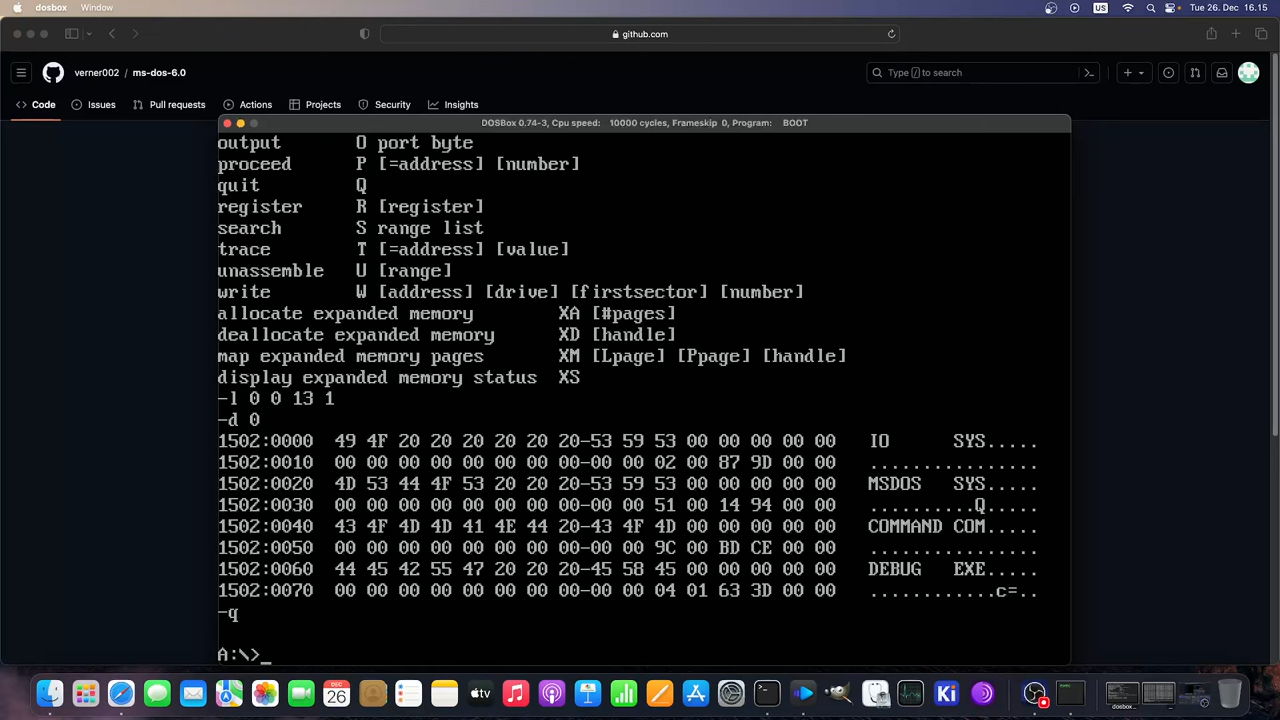 dosbox Window Tue 26. Dec 16.15
US
github.com
verner002 / ms-dos-6.0
Type / to search
Code Issues Pull requests Actions Projects Security Insights
DOSBox 0.74-3, Cpu speed: 10000 cycles, Frameskip 0, Program: BOOT
output O port byte
proceed P [=address] [number]
quit Q
register R [register]
search S range list
trace T [=address] [value]
unassemble U [range]
write W [address] [drive] [firstsector] [number]
allocate expanded memory XA [#pages]
deallocate expanded memory XD [handle]
map expanded memory pages XM [Lpage] [Ppage] [handle]
display expanded memory status XS
-l 0 0 13 1
-d 0
1502:0000 49 4F 20 20 20 20 20 20-53 59 53 00 00 00 00 00 IO SYS.....
1502:0010 00 00 00 00 00 00 00 00-00 00 02 00 87 9D 00 00 ................
1502:0020 4D 53 44 4F 53 20 20 20-53 59 53 00 00 00 00 00 MSDOS SYS.....
1502:0030 00 00 00 00 00 00 00 00-00 00 51 00 14 94 00 00 ..........Q.....
1502:0040 43 4F 4D 4D 41 4E 44 20-43 4F 4D 00 00 00 00 00 COMMAND COM.....
1502:0050 00 00 00 00 00 00 00 00-00 00 9C 00 BD CE 00 00 ................
1502:0060 44 45 42 55 47 20 20 20-45 58 45 00 00 00 00 00 DEBUG EXE.....
1502:0070 00 00 00 00 00 00 00 00-00 00 04 01 63 3D 00 00 ............c=..
-q
A:\>_
DEC
26
tv
Ki